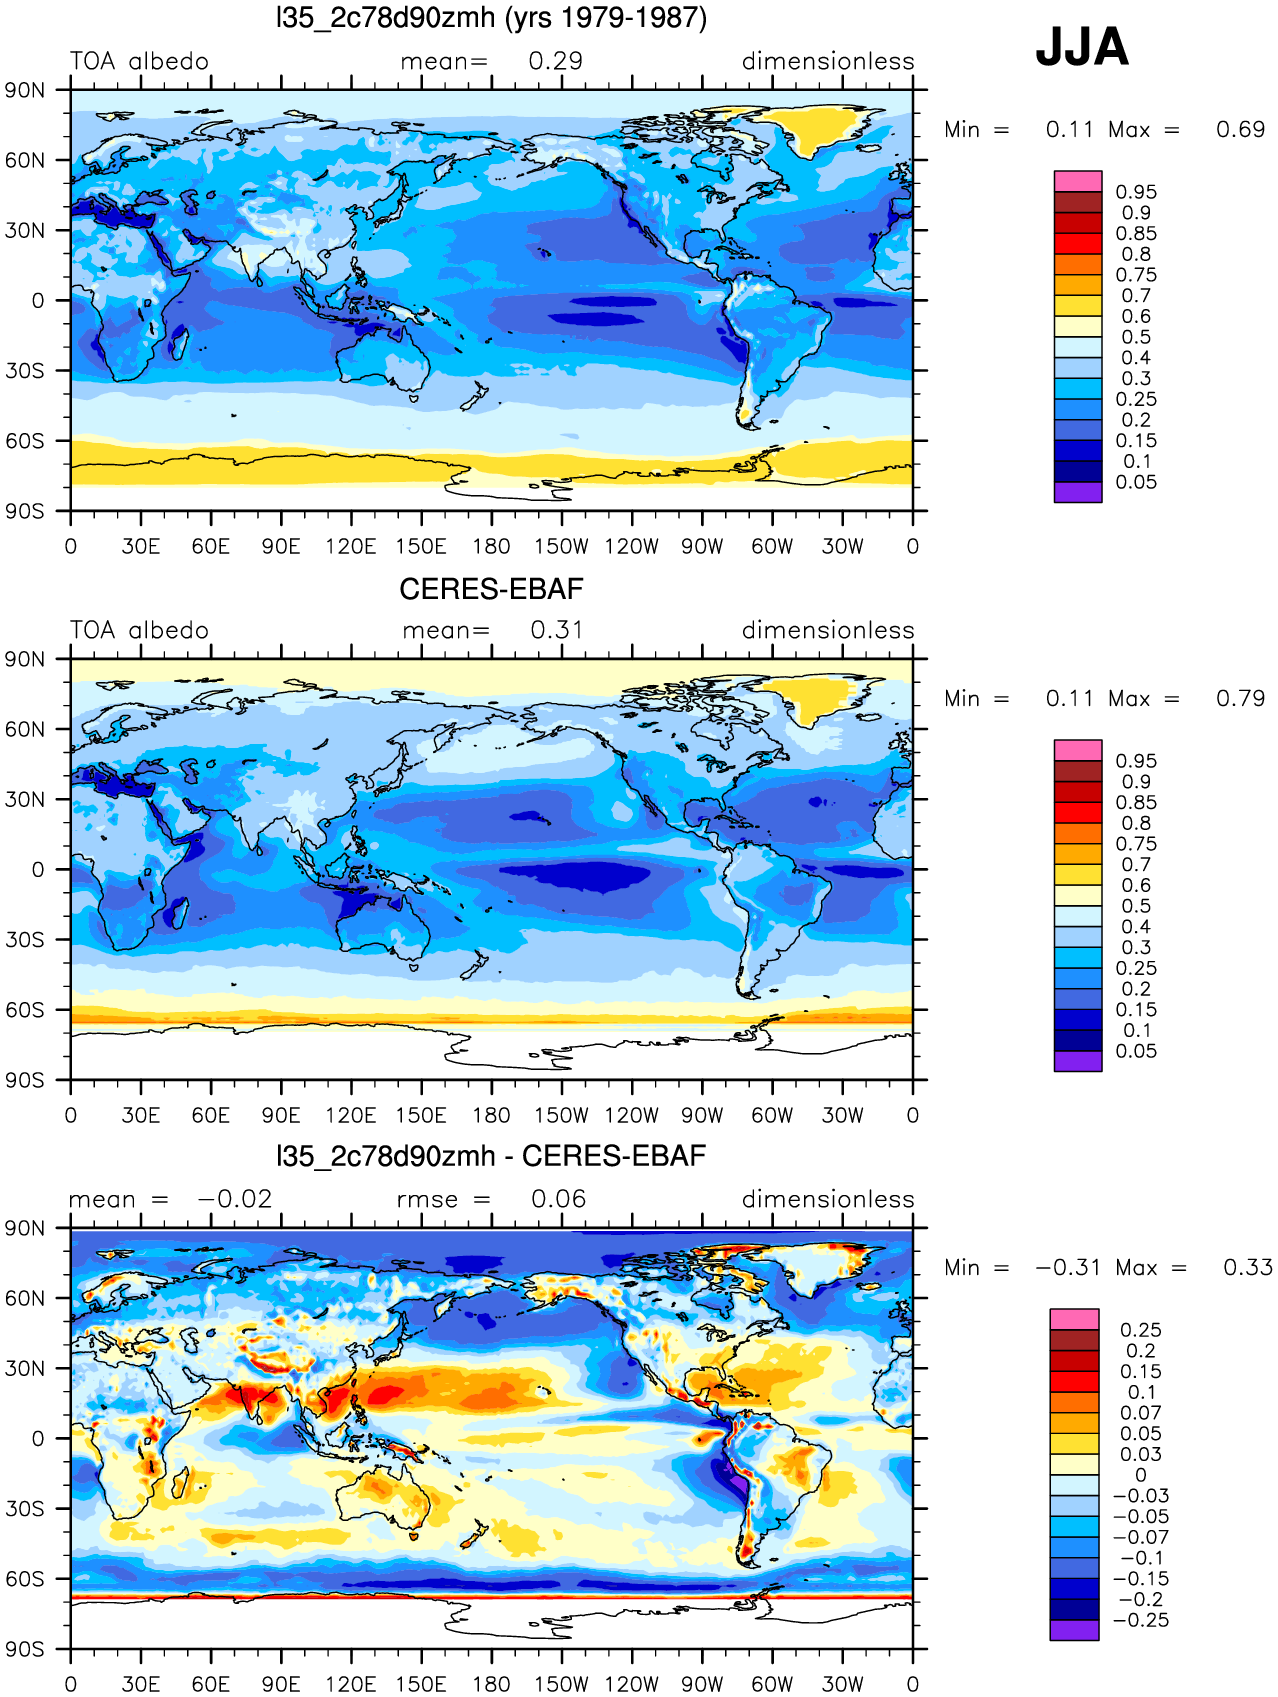 l35_2c78d90zmh (yrs 1979-1987)
JJA
TOA albedo mean= 0.29 dimensionless
Min = 0.11 Max = 0.69
90N
60N
30N
0
30S
60S
90S
0 30E 60E 90E 120E 150E 180 150W 120W 90W 60W 30W 0
0.95
0.9
0.85
0.8
0.75
0.7
0.6
0.5
0.4
0.3
0.25
0.2
0.15
0.1
0.05
CERES-EBAF
TOA albedo mean= 0.31 dimensionless
Min = 0.11 Max = 0.79
90N
60N
30N
0
30S
60S
90S
0 30E 60E 90E 120E 150E 180 150W 120W 90W 60W 30W 0
0.95
0.9
0.85
0.8
0.75
0.7
0.6
0.5
0.4
0.3
0.25
0.2
0.15
0.1
0.05
l35_2c78d90zmh - CERES-EBAF
mean = −0.02 rmse = 0.06 dimensionless
Min = −0.31 Max = 0.33
90N
60N
30N
0
30S
60S
90S
0 30E 60E 90E 120E 150E 180 150W 120W 90W 60W 30W 0
0.25
0.2
0.15
0.1
0.07
0.05
0.03
0
−0.03
−0.05
−0.07
−0.1
−0.15
−0.2
−0.25